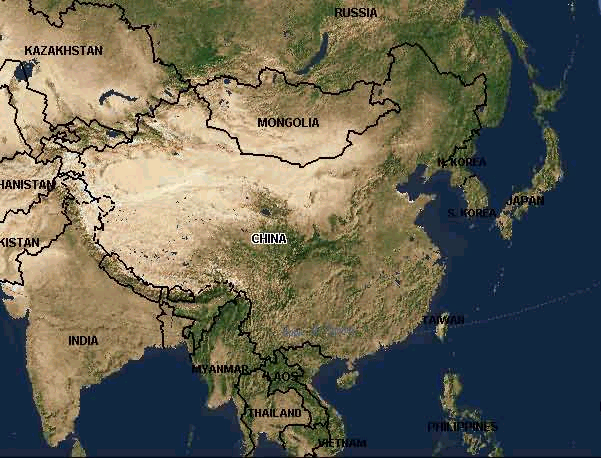 RUSSIA
KAZAKHSTAN
MONGOLIA
N. KOREA
HANISTAN
JAPAN
S. KOREA
KISTAN
CHINA
TAIWAN
INDIA
MYANMAR
LAOS
THAILAND
PHILIPPINES
VIETNAM